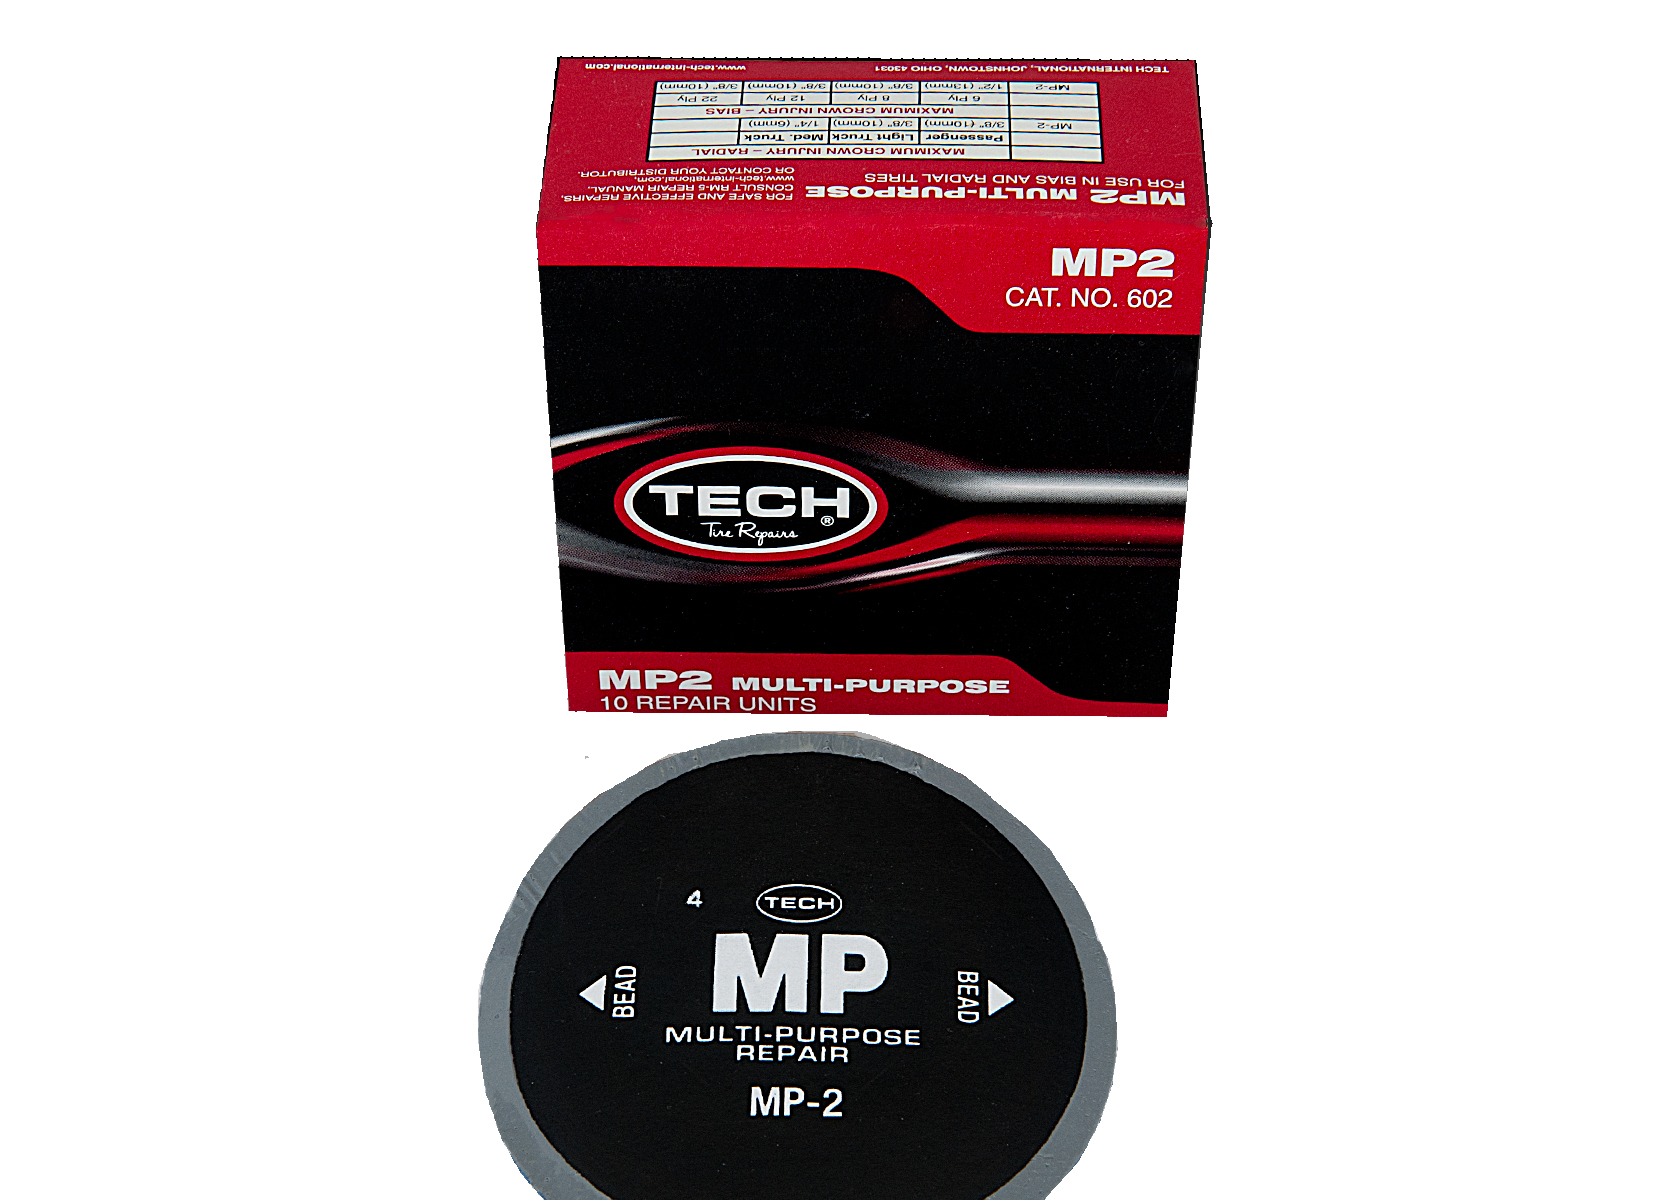 TECH INTERNATIONAL, JOHNSTOWN, OHIO 43031 www.tech-international.com
MP2 MULTI-PURPOSE
FOR USE IN BIAS AND RADIAL TIRES
FOR SAFE AND EFFECTIVE REPAIRS,
CONSULT RM-5 REPAIR MANUAL,
www.tech-international.com,
OR CONTACT YOUR DISTRIBUTOR.
MAXIMUM CROWN INJURY – RADIAL
Passenger Light Truck Med. Truck
MP-2 3/8" (10mm) 3/8" (10mm) 1/4" (6mm)
MAXIMUM CROWN INJURY – BIAS
6 Ply 8 Ply 12 Ply 22 Ply
MP-2 1/2" (13mm) 3/8" (10mm) 3/8" (10mm) 3/8" (10mm)
MP2
CAT. NO. 602
TECH
®
Tire Repairs
MP2 MULTI-PURPOSE
10 REPAIR UNITS
4
TECH
MP
BEAD
BEAD
MULTI-PURPOSE
REPAIR
MP-2